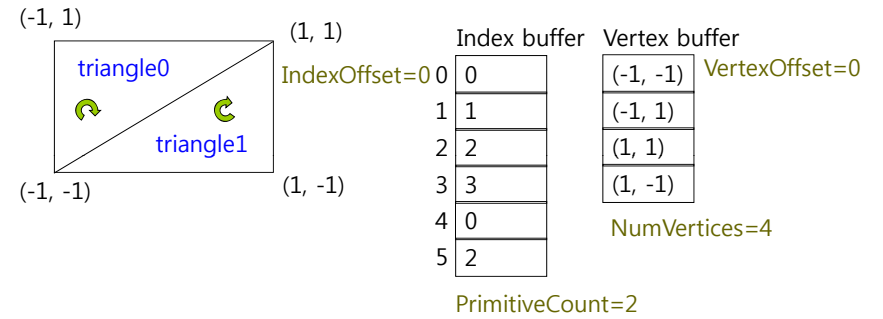 (-1, 1)
(1, 1)
triangle0
triangle1
(-1, -1)
(1, -1)
Index buffer
IndexOffset=0
0 0
1 1
2 2
3 3
4 0
5 2
PrimitiveCount=2
Vertex buffer
(-1, -1)
(-1, 1)
(1, 1)
(1, -1)
VertexOffset=0
NumVertices=4